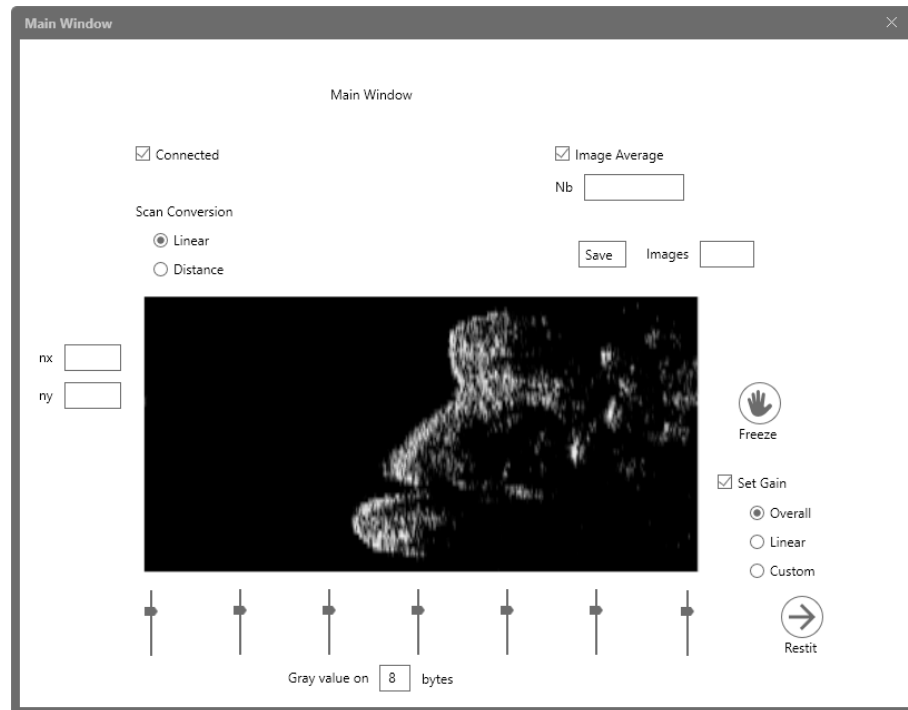 Main Window
Main Window
Connected
Image Average
Nb
Scan Conversion
Linear
Save Images
Distance
nx
ny
Freeze
Set Gain
Overall
Linear
Custom
Restit
Gray value on 8 bytes